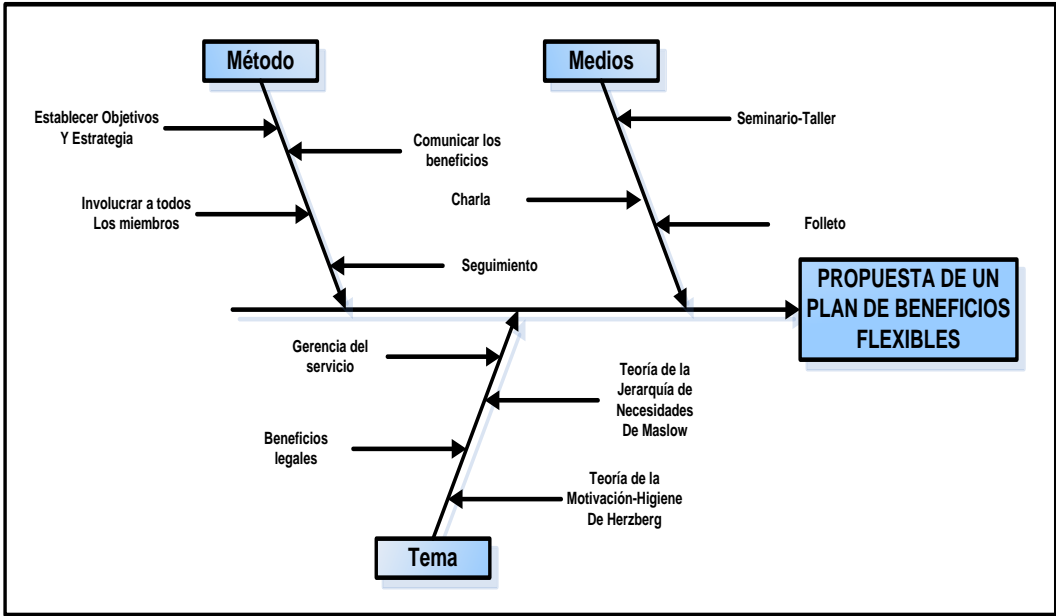 Método
Medios
Establecer Objetivos
Y Estrategia
Comunicar los
beneficios
Involucrar a todos
Los miembros
Seguimiento
Seminario-Taller
Charla
Folleto
PROPUESTA DE UN
PLAN DE BENEFICIOS
FLEXIBLES
Gerencia del
servicio
Teoría de la
Jerarquía de
Necesidades
De Maslow
Beneficios
legales
Teoría de la
Motivación-Higiene
De Herzberg
Tema